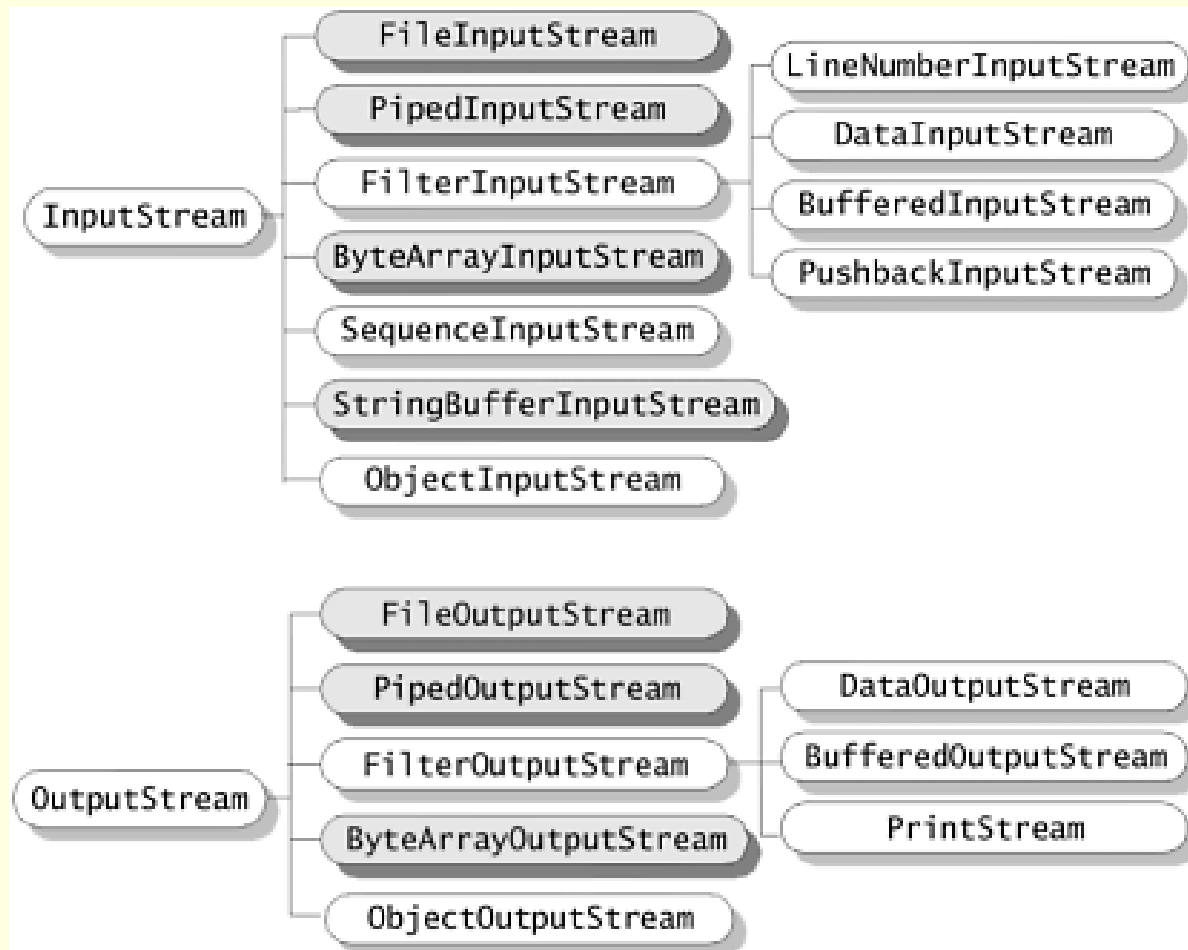 InputStream
FileInputStream
PipedInputStream
FilterInputStream
ByteArrayInputStream
SequenceInputStream
StringBufferInputStream
ObjectInputStream
LineNumberInputStream
DataInputStream
BufferedInputStream
PushbackInputStream
OutputStream
FileOutputStream
PipedOutputStream
FilterOutputStream
ByteArrayOutputStream
ObjectOutputStream
DataOutputStream
BufferedOutputStream
PrintStream